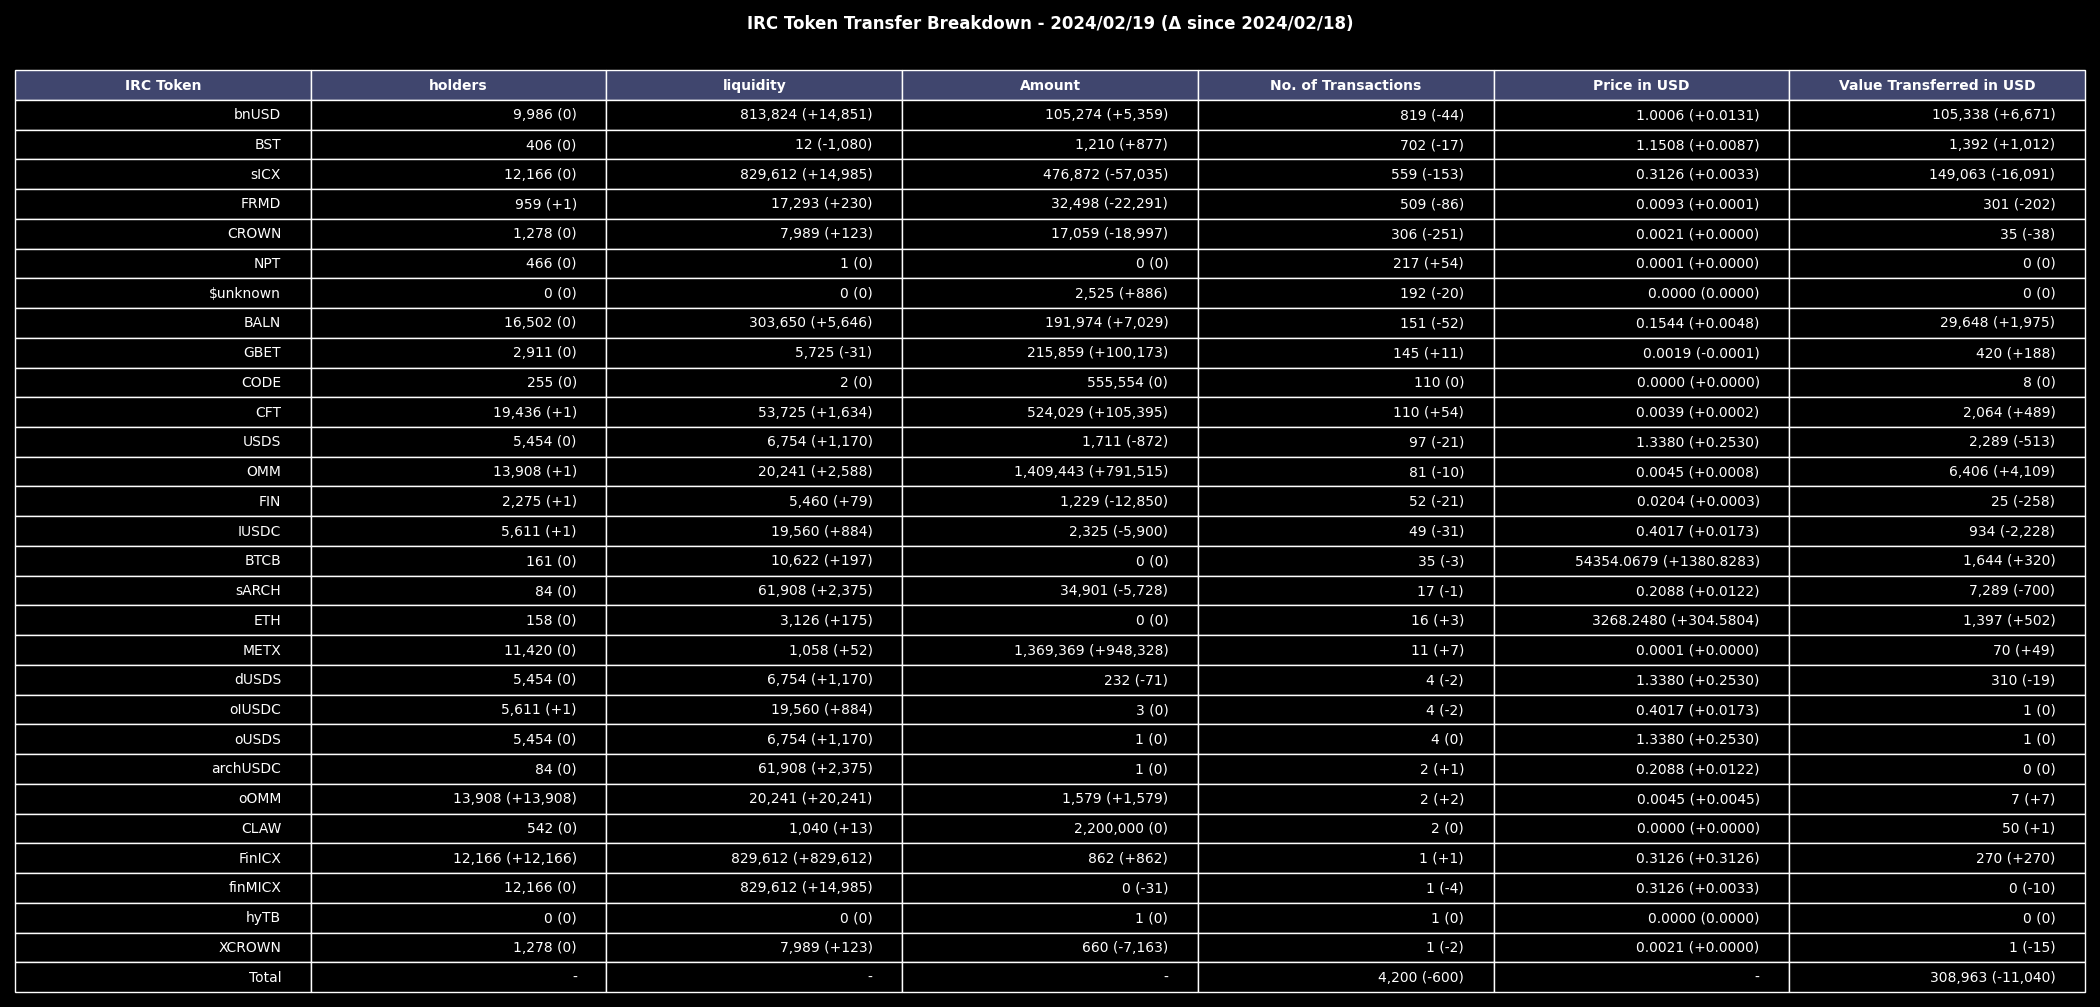 IRC Token Transfer Breakdown - 2024/02/19 (Δ since 2024/02/18)
IRC Token holders liquidity Amount No. of Transactions Price in USD Value Transferred in USD
bnUSD 9,986 (0) 813,824 (+14,851) 105,274 (+5,359) 819 (-44) 1.0006 (+0.0131) 105,338 (+6,671)
BST 406 (0) 12 (-1,080) 1,210 (+877) 702 (-17) 1.1508 (+0.0087) 1,392 (+1,012)
sICX 12,166 (0) 829,612 (+14,985) 476,872 (-57,035) 559 (-153) 0.3126 (+0.0033) 149,063 (-16,091)
FRMD 959 (+1) 17,293 (+230) 32,498 (-22,291) 509 (-86) 0.0093 (+0.0001) 301 (-202)
CROWN 1,278 (0) 7,989 (+123) 17,059 (-18,997) 306 (-251) 0.0021 (+0.0000) 35 (-38)
NPT 466 (0) 1 (0) 0 (0) 217 (+54) 0.0001 (+0.0000) 0 (0)
$unknown 0 (0) 0 (0) 2,525 (+886) 192 (-20) 0.0000 (0.0000) 0 (0)
BALN 16,502 (0) 303,650 (+5,646) 191,974 (+7,029) 151 (-52) 0.1544 (+0.0048) 29,648 (+1,975)
GBET 2,911 (0) 5,725 (-31) 215,859 (+100,173) 145 (+11) 0.0019 (-0.0001) 420 (+188)
CODE 255 (0) 2 (0) 555,554 (0) 110 (0) 0.0000 (+0.0000) 8 (0)
CFT 19,436 (+1) 53,725 (+1,634) 524,029 (+105,395) 110 (+54) 0.0039 (+0.0002) 2,064 (+489)
USDS 5,454 (0) 6,754 (+1,170) 1,711 (-872) 97 (-21) 1.3380 (+0.2530) 2,289 (-513)
OMM 13,908 (+1) 20,241 (+2,588) 1,409,443 (+791,515) 81 (-10) 0.0045 (+0.0008) 6,406 (+4,109)
FIN 2,275 (+1) 5,460 (+79) 1,229 (-12,850) 52 (-21) 0.0204 (+0.0003) 25 (-258)
IUSDC 5,611 (+1) 19,560 (+884) 2,325 (-5,900) 49 (-31) 0.4017 (+0.0173) 934 (-2,228)
BTCB 161 (0) 10,622 (+197) 0 (0) 35 (-3) 54354.0679 (+1380.8283) 1,644 (+320)
sARCH 84 (0) 61,908 (+2,375) 34,901 (-5,728) 17 (-1) 0.2088 (+0.0122) 7,289 (-700)
ETH 158 (0) 3,126 (+175) 0 (0) 16 (+3) 3268.2480 (+304.5804) 1,397 (+502)
METX 11,420 (0) 1,058 (+52) 1,369,369 (+948,328) 11 (+7) 0.0001 (+0.0000) 70 (+49)
dUSDS 5,454 (0) 6,754 (+1,170) 232 (-71) 4 (-2) 1.3380 (+0.2530) 310 (-19)
oIUSDC 5,611 (+1) 19,560 (+884) 3 (0) 4 (-2) 0.4017 (+0.0173) 1 (0)
oUSDS 5,454 (0) 6,754 (+1,170) 1 (0) 4 (0) 1.3380 (+0.2530) 1 (0)
archUSDC 84 (0) 61,908 (+2,375) 1 (0) 2 (+1) 0.2088 (+0.0122) 0 (0)
oOMM 13,908 (+13,908) 20,241 (+20,241) 1,579 (+1,579) 2 (+2) 0.0045 (+0.0045) 7 (+7)
CLAW 542 (0) 1,040 (+13) 2,200,000 (0) 2 (0) 0.0000 (+0.0000) 50 (+1)
FinICX 12,166 (+12,166) 829,612 (+829,612) 862 (+862) 1 (+1) 0.3126 (+0.3126) 270 (+270)
finMICX 12,166 (0) 829,612 (+14,985) 0 (-31) 1 (-4) 0.3126 (+0.0033) 0 (-10)
hyTB 0 (0) 0 (0) 1 (0) 1 (0) 0.0000 (0.0000) 0 (0)
XCROWN 1,278 (0) 7,989 (+123) 660 (-7,163) 1 (-2) 0.0021 (+0.0000) 1 (-15)
Total - - - 4,200 (-600) - 308,963 (-11,040)